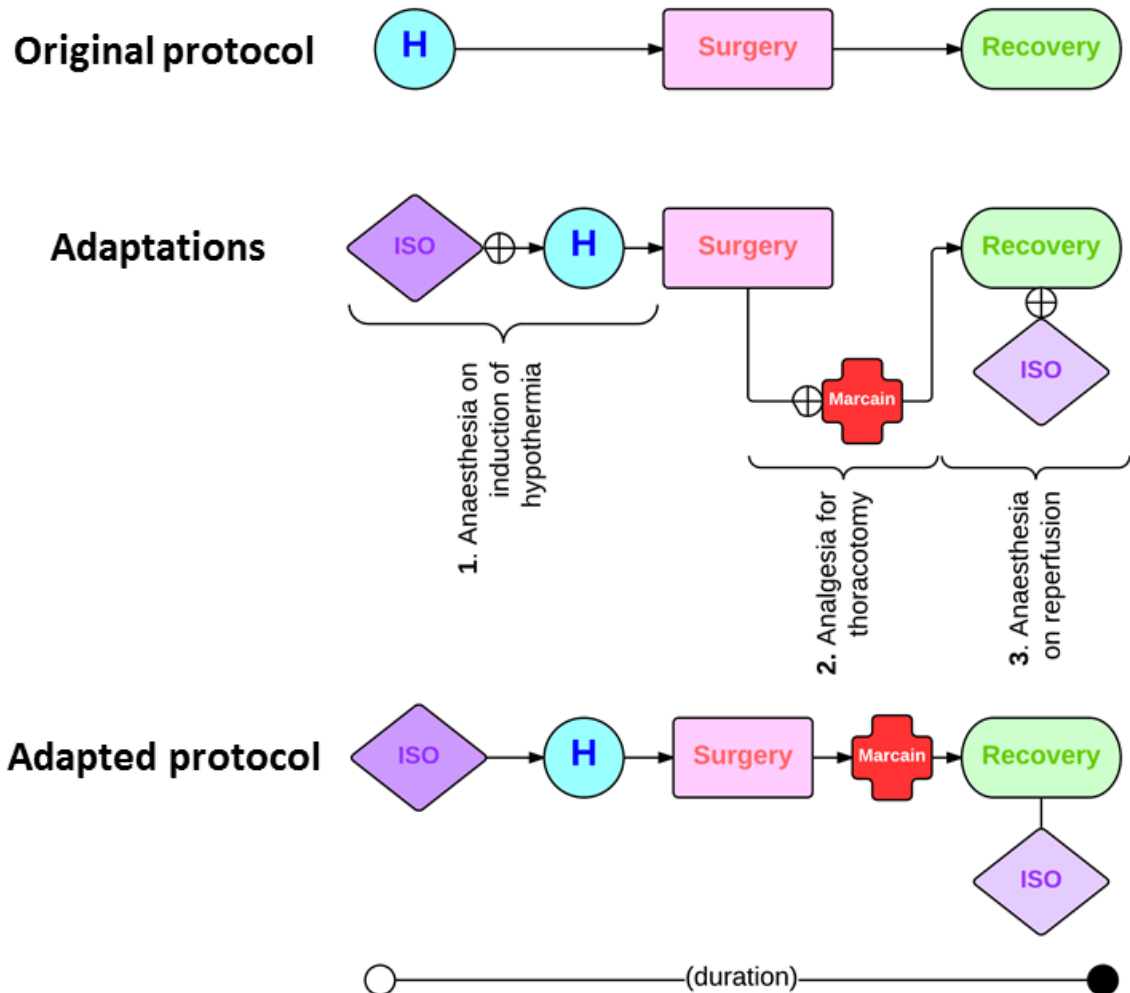 Original protocol
H
Surgery
Recovery
Adaptations
ISO
H
Surgery
Recovery
Marcain
ISO
1. Anaesthesia on
induction of
hypothermia
2. Analgesia for
thoracotomy
3. Anaesthesia
on reperfusion
Adapted protocol
ISO
H
Surgery
Marcain
Recovery
ISO
(duration)